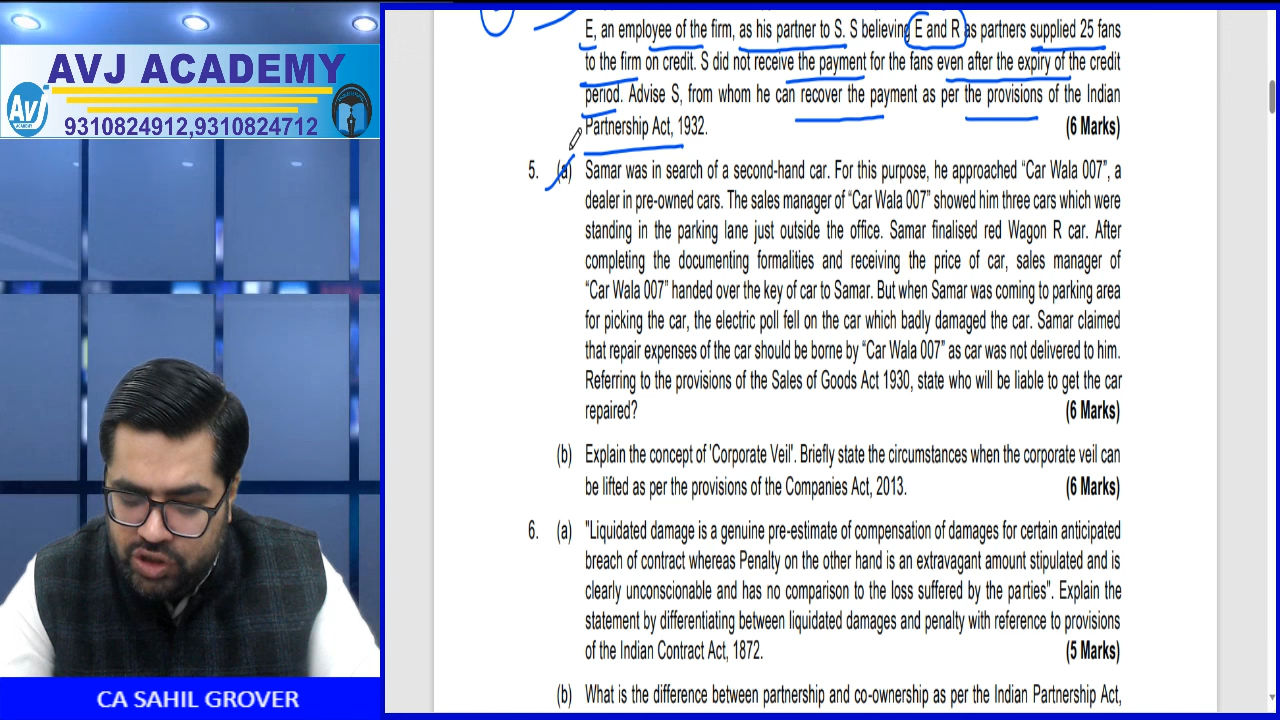 AVJ ACADEMY
Av
ACADEMY
9310824912,9310824712
CA SAHIL GROVER
E, an employee of the firm, as his partner to S. S believing E and R as partners supplied 25 fans
to the firm on credit. S did not receive the payment for the fans even after the expiry of the credit
period. Advise S, from whom he can recover the payment as per the provisions of the Indian
Partnership Act, 1932. (6 Marks)
5. (a) Samar was in search of a second-hand car. For this purpose, he approached “Car Wala 007”, a
dealer in pre-owned cars. The sales manager of “Car Wala 007” showed him three cars which were
standing in the parking lane just outside the office. Samar finalised red Wagon R car. After
completing the documenting formalities and receiving the price of car, sales manager of
“Car Wala 007” handed over the key of car to Samar. But when Samar was coming to parking area
for picking the car, the electric poll fell on the car which badly damaged the car. Samar claimed
that repair expenses of the car should be borne by “Car Wala 007” as car was not delivered to him.
Referring to the provisions of the Sales of Goods Act 1930, state who will be liable to get the car
repaired? (6 Marks)
(b) Explain the concept of 'Corporate Veil'. Briefly state the circumstances when the corporate veil can
be lifted as per the provisions of the Companies Act, 2013. (6 Marks)
6. (a) "Liquidated damage is a genuine pre-estimate of compensation of damages for certain anticipated
breach of contract whereas Penalty on the other hand is an extravagant amount stipulated and is
clearly unconscionable and has no comparison to the loss suffered by the parties". Explain the
statement by differentiating between liquidated damages and penalty with reference to provisions
of the Indian Contract Act, 1872. (5 Marks)
(b) What is the difference between partnership and co-ownership as per the Indian Partnership Act,